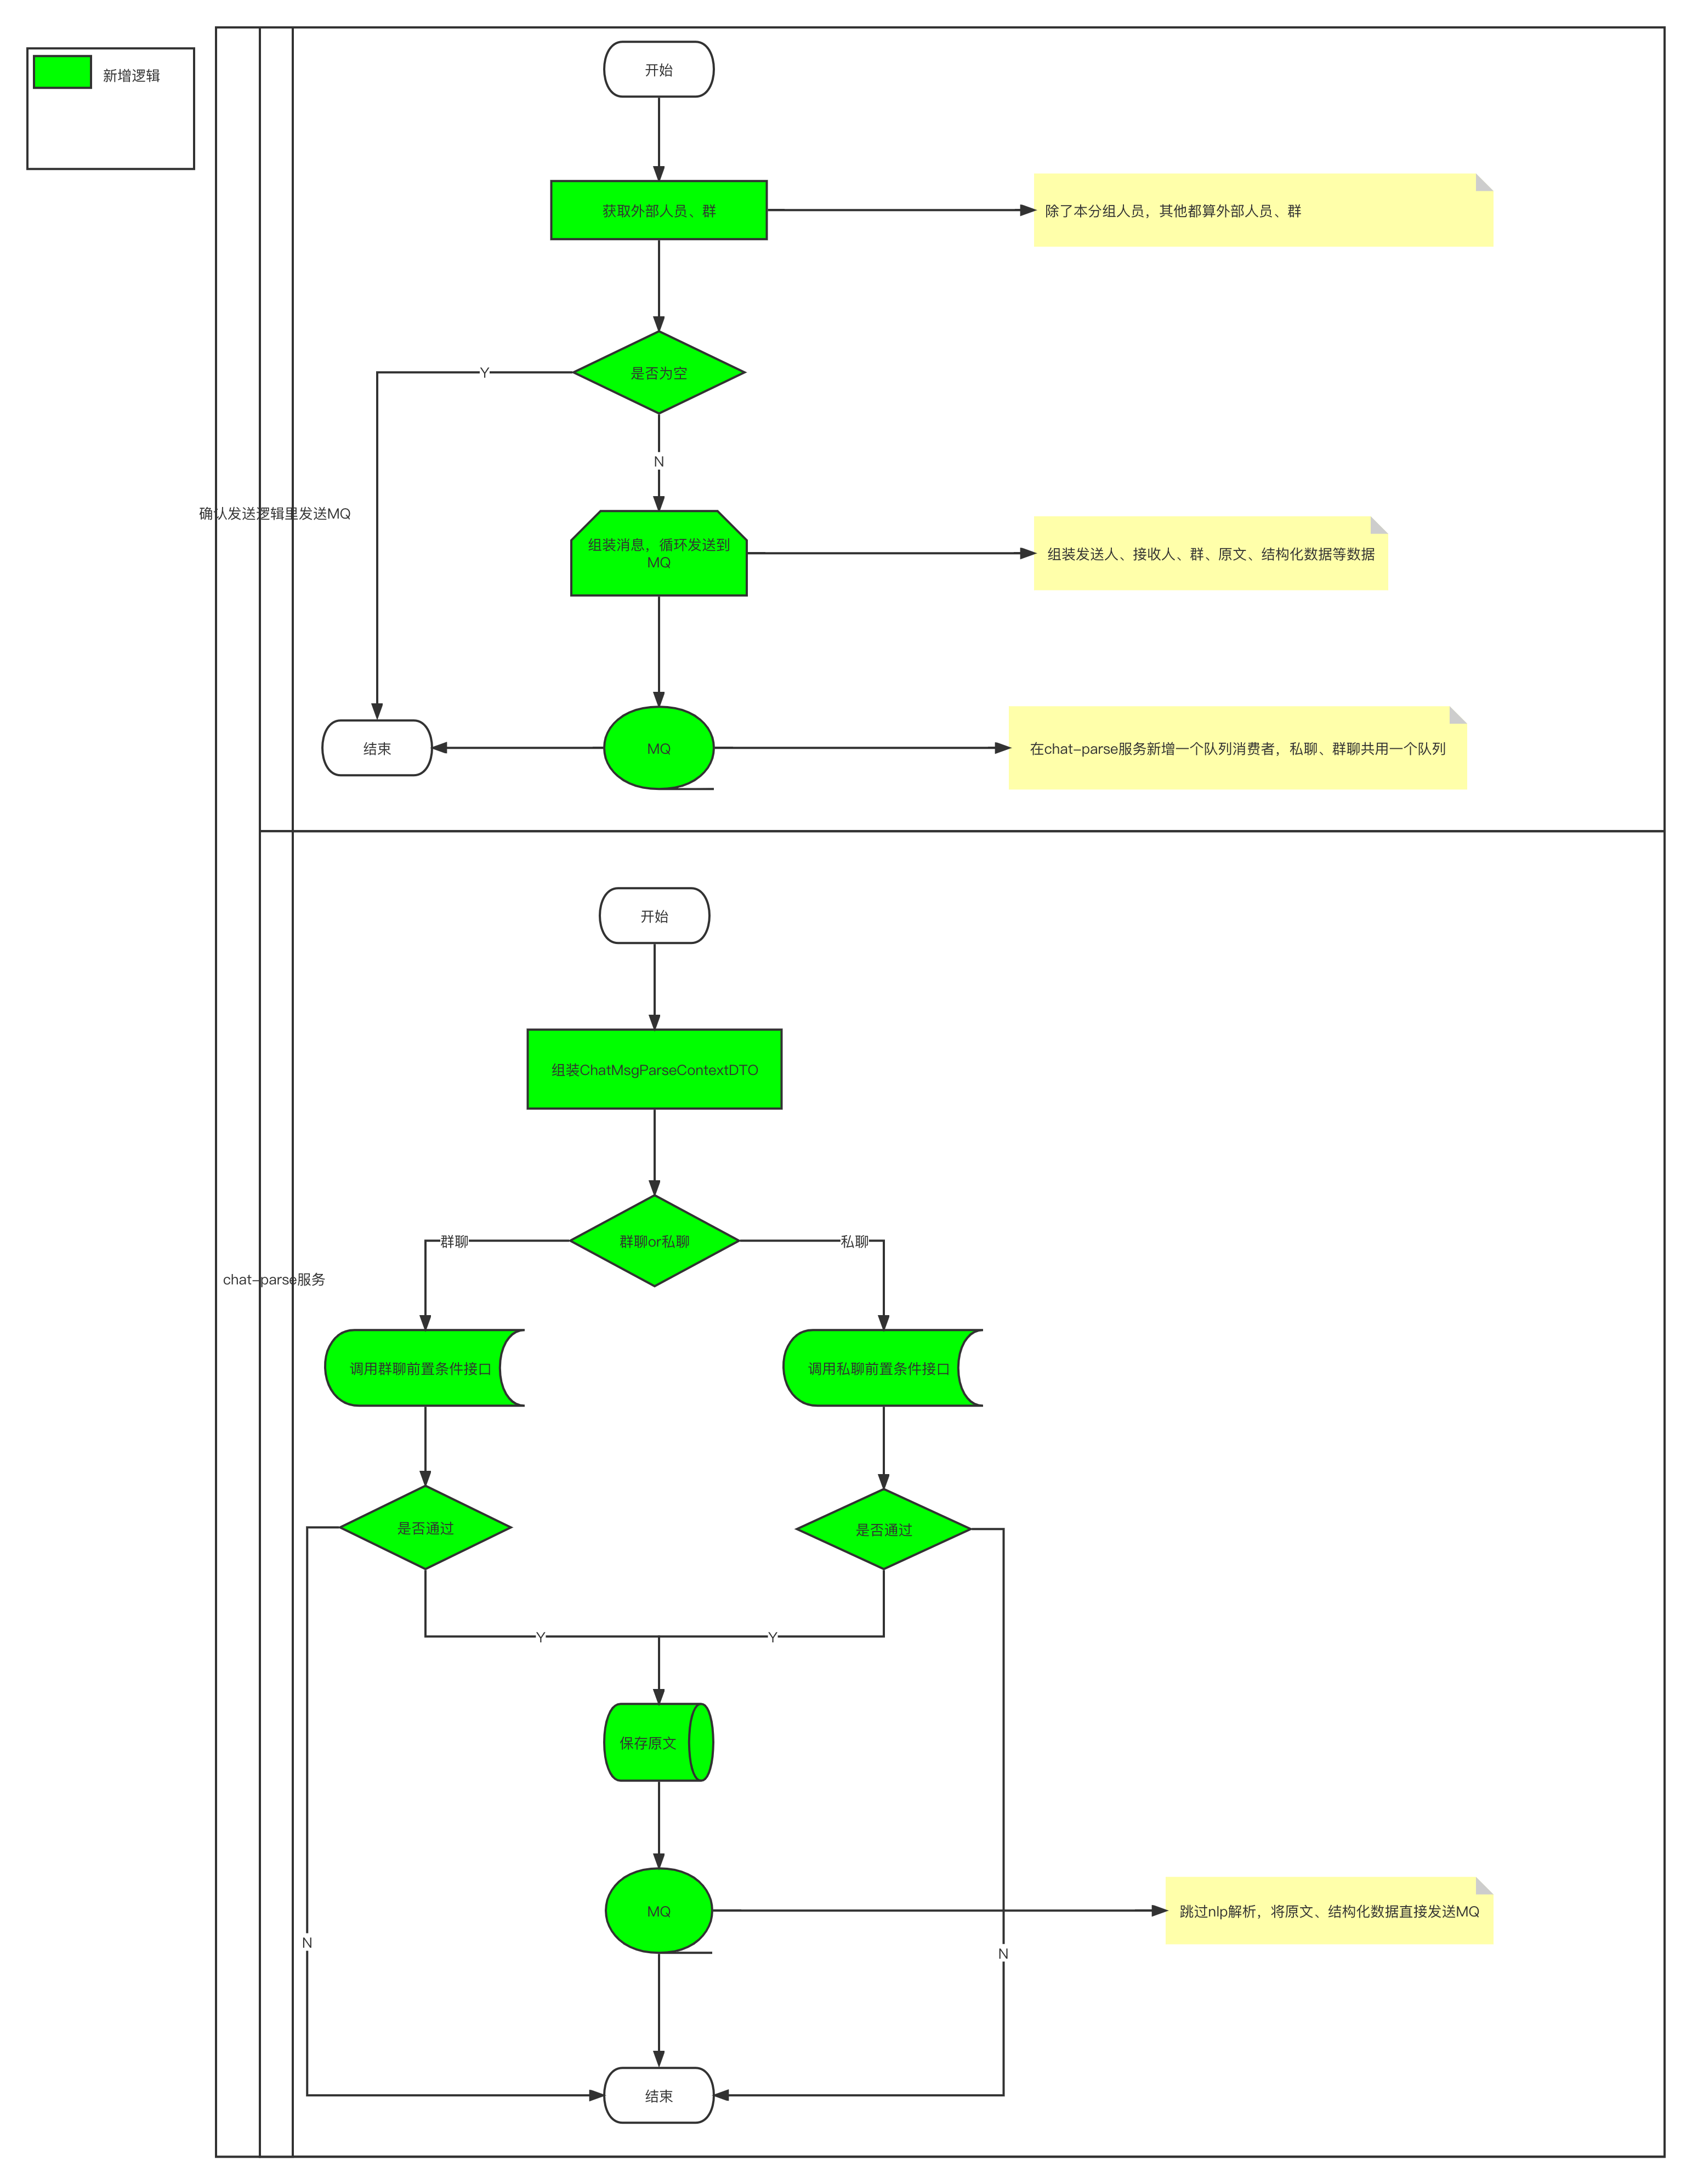 新增逻辑
开始
获取外部人员、群
除了本分组人员，其他都算外部人员、群
是否为空
Y
N
确认发送逻辑里发送MQ
组装消息，循环发送到
MQ
组装发送人、接收人、群、原文、结构化数据等数据
结束
MQ
在chat-parse服务新增一个队列消费者，私聊、群聊共用一个队列
开始
组装ChatMsgParseContextDTO
群聊
群聊or私聊
私聊
chat-parse服务
调用群聊前置条件接口
调用私聊前置条件接口
是否通过
是否通过
Y
Y
保存原文
MQ
跳过nlp解析，将原文、结构化数据直接发送MQ
N
N
结束